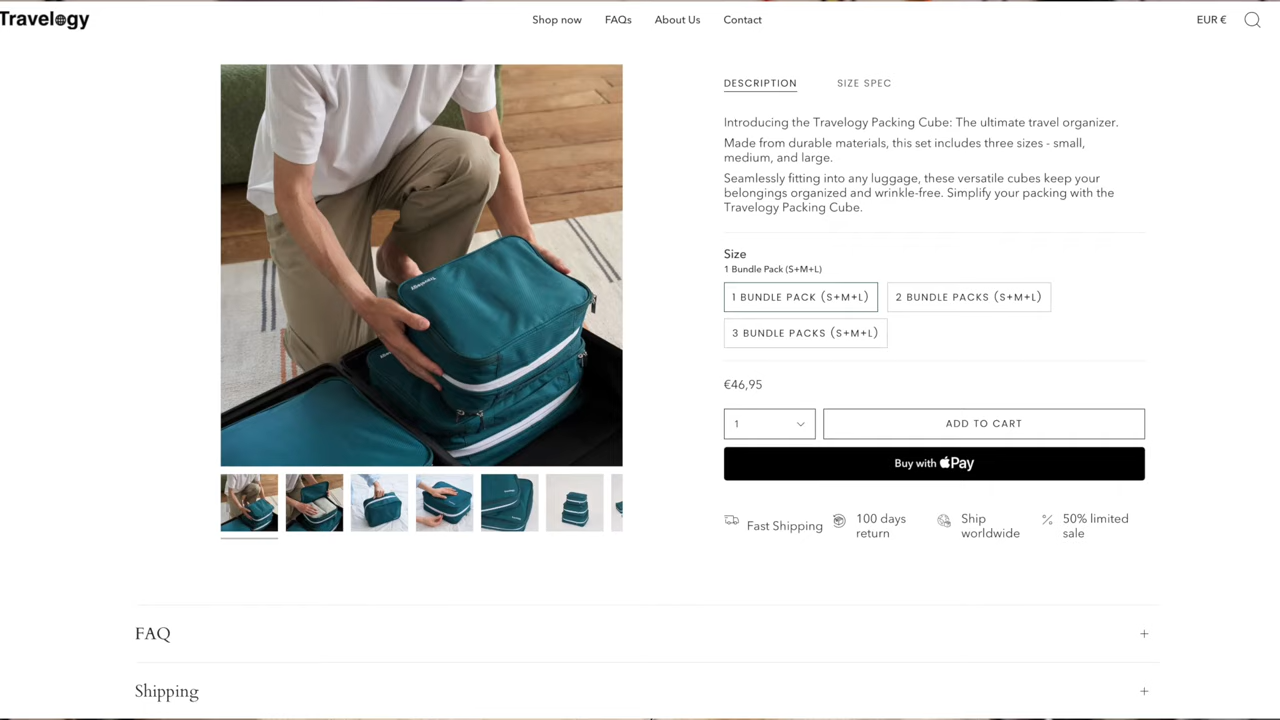 Travelogy
Shop now
FAQs
About Us
Contact
EUR €
Travelogy
DESCRIPTION
SIZE SPEC
Introducing the Travelogy Packing Cube: The ultimate travel organizer.
Made from durable materials, this set includes three sizes - small,
medium, and large.
Seamlessly fitting into any luggage, these versatile cubes keep your
belongings organized and wrinkle-free. Simplify your packing with the
Travelogy Packing Cube.
Size
1 Bundle Pack (S+M+L)
1 BUNDLE PACK (S+M+L)
2 BUNDLE PACKS (S+M+L)
3 BUNDLE PACKS (S+M+L)
€46,95
1
ADD TO CART
Buy with Pay
Fast Shipping
100 days
return
Ship
worldwide
50% limited
sale
FAQ
Shipping